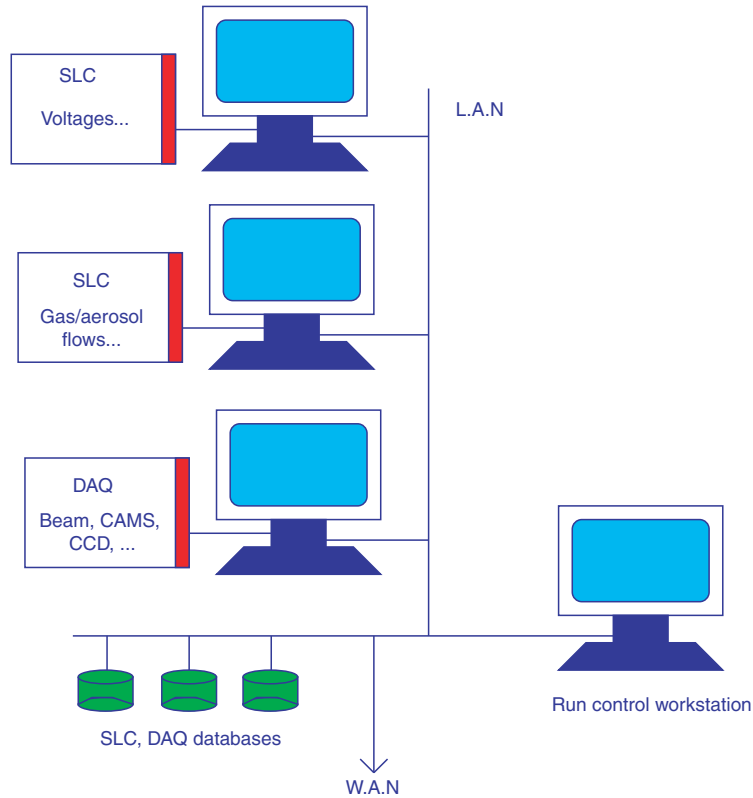 SLC
Voltages...
L.A.N
SLC
Gas/aerosol
flows...
DAQ
Beam, CAMS,
CCD, ...
Run control workstation
SLC, DAQ databases
W.A.N